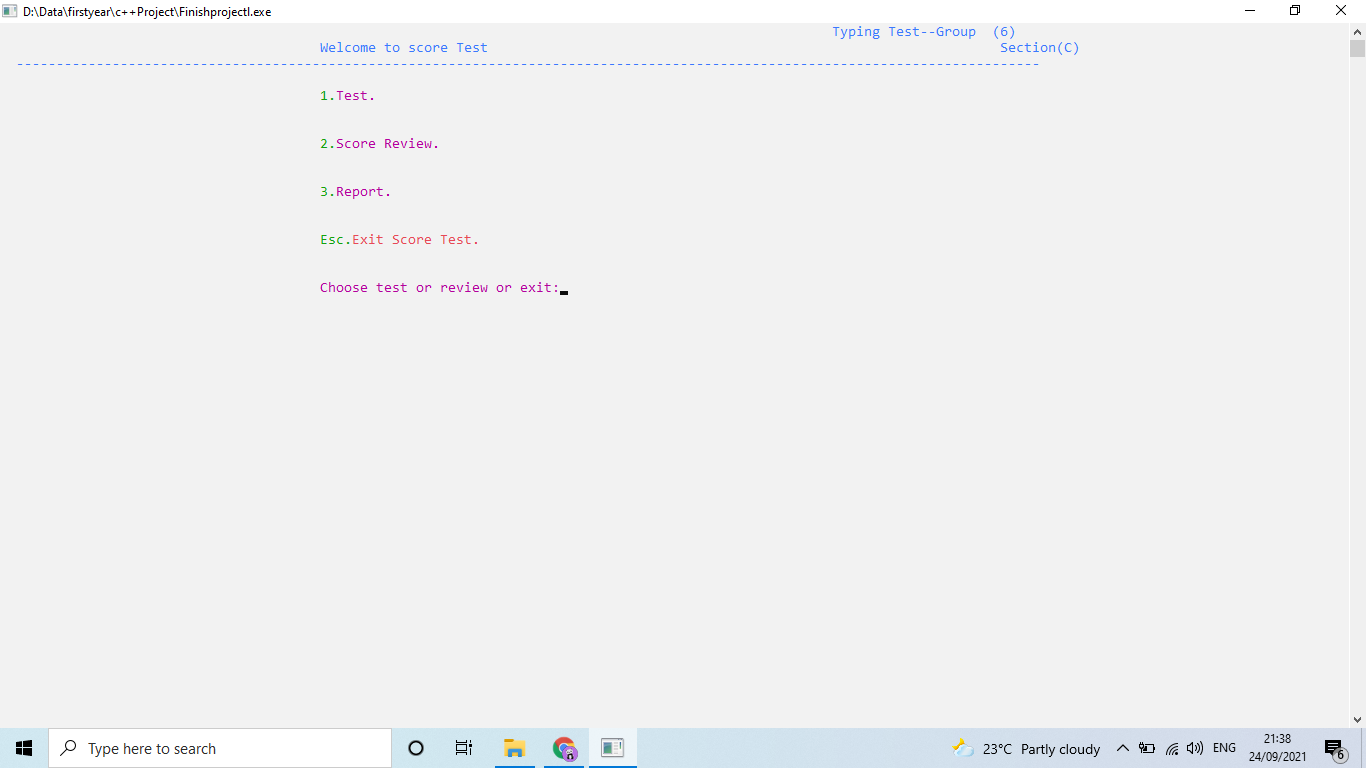 D:\Data\firstyear\c++Project\Finishprojectl.exe
Typing Test--Group  (6)
Welcome to score Test Section(C)
--------------------------------------------------------------------------------------------------------------------------------
1.Test.
2.Score Review.
3.Report.
Esc.Exit Score Test.
Choose test or review or exit:
Type here to search
23°C Partly cloudy
ENG
21:38
24/09/2021
6